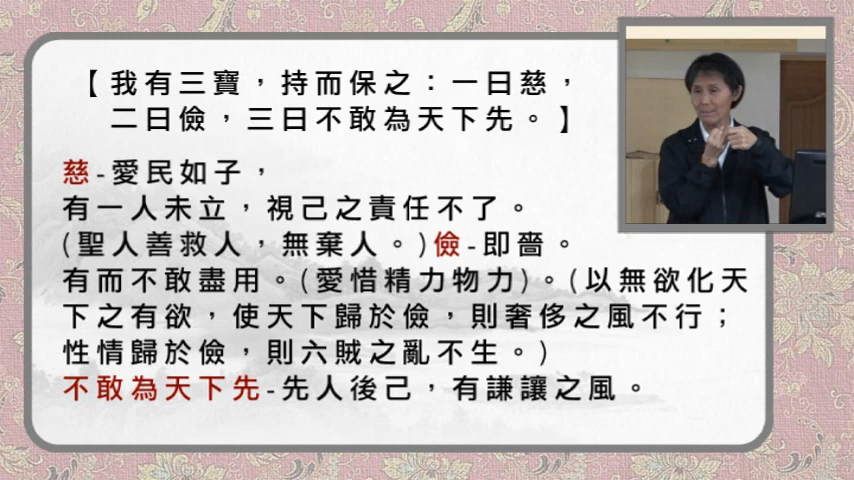 【我有三寶，持而保之：一日慈，
二日儉，三日不敢為天下先。】
慈-愛民如子，
有一人未立，視己之責任不了。
(聖人善救人，無棄人。)儉-即嗇。
有而不敢盡用。(愛惜精力物力)。(以無欲化天
下之有欲，使天下歸於儉，則奢侈之風不行；
性情歸於儉，則六賊之亂不生。)
不敢為天下先-先人後己，有謙讓之風。